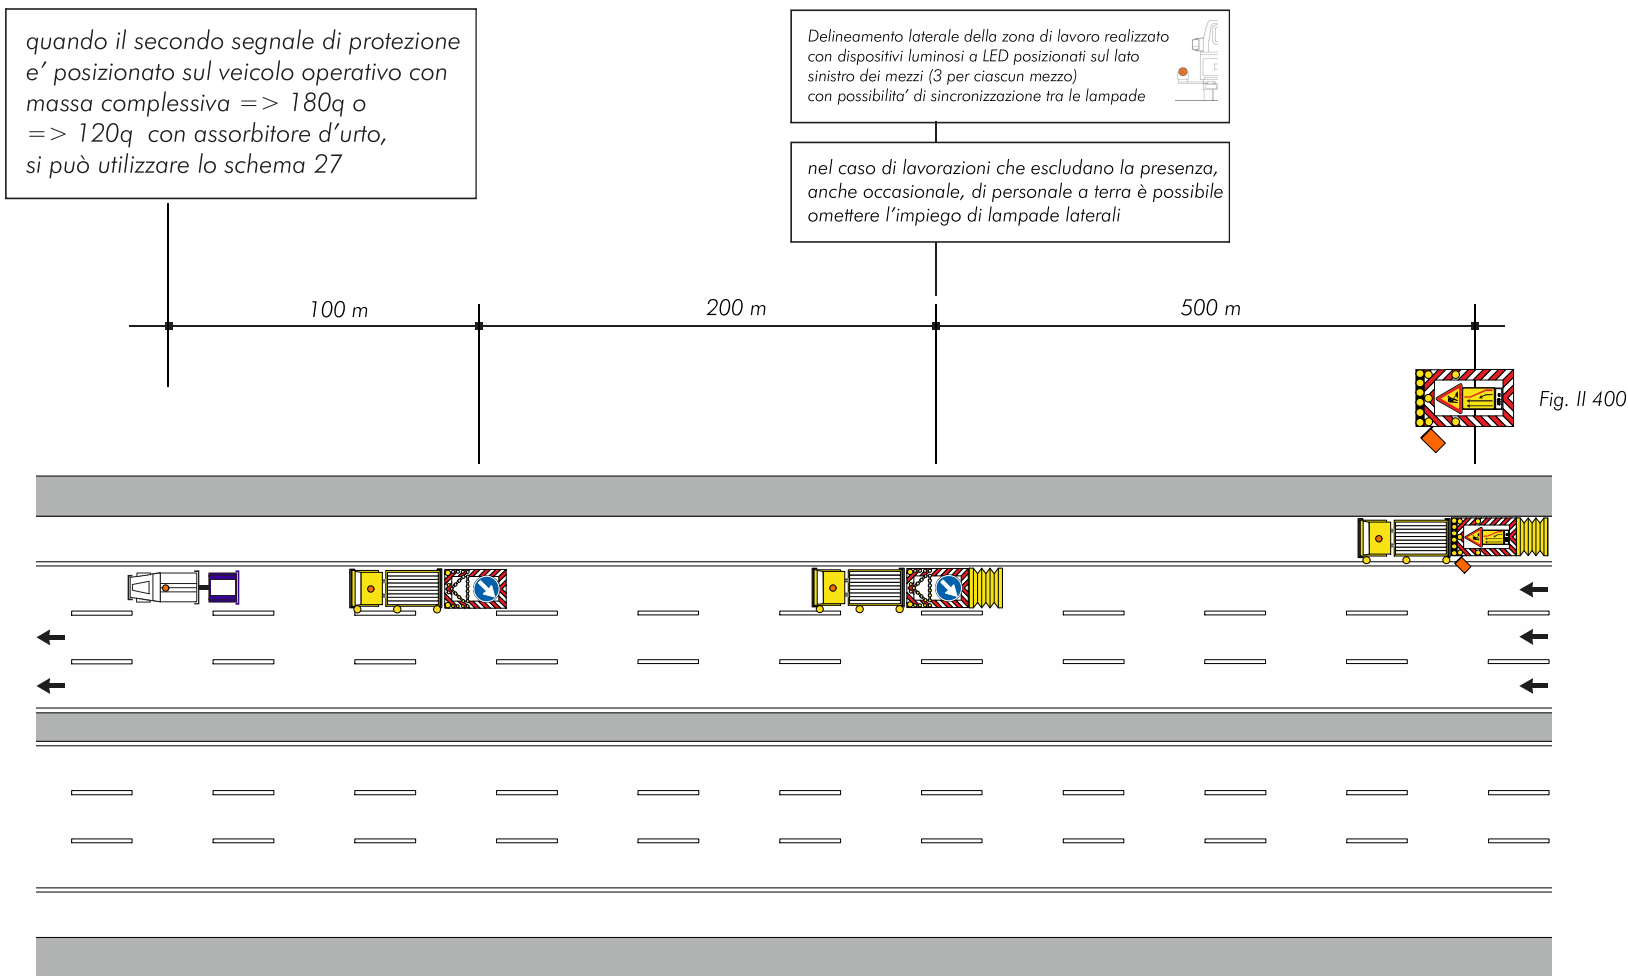 quando il secondo segnale di protezione
e’ posizionato sul veicolo operativo con
massa complessiva => 180q o
=> 120q con assorbitore d’urto,
si può utilizzare lo schema 27
Delineamento laterale della zona di lavoro realizzato
con dispositivi luminosi a LED posizionati sul lato
sinistro dei mezzi (3 per ciascun mezzo)
con possibilita’ di sincronizzazione tra le lampade
nel caso di lavorazioni che escludano la presenza,
anche occasionale, di personale a terra è possibile
omettere l’impiego di lampade laterali
100 m
200 m
500 m
Fig. II 400